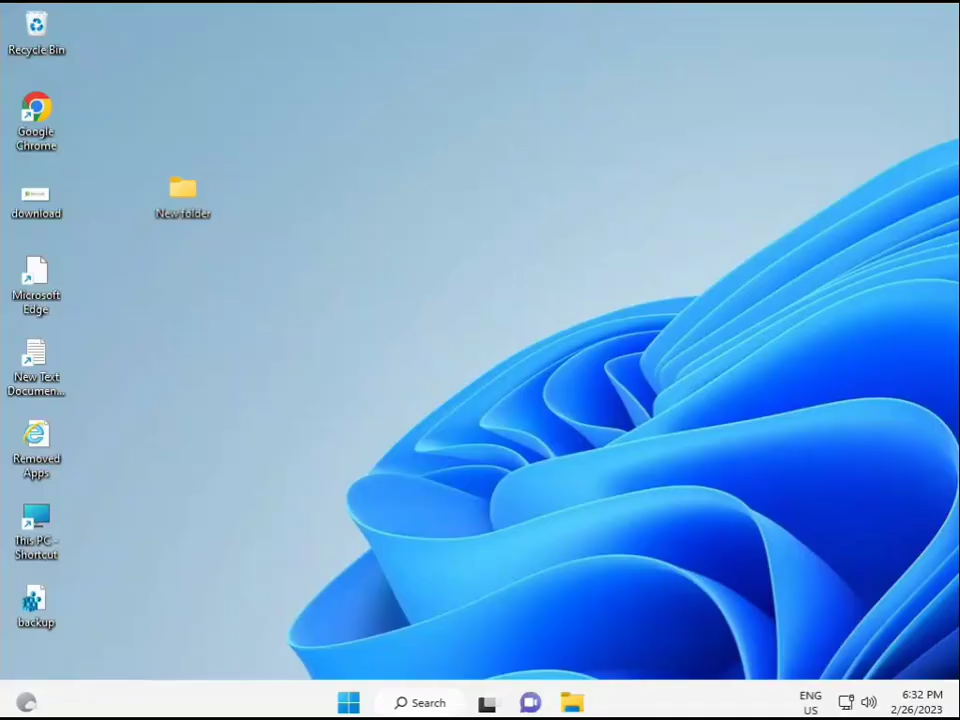 Recycle Bin
Google
Chrome
download
New folder
Microsoft
Edge
New Text
Documen...
Removed
Apps
This PC -
Shortcut
backup
Search
ENG
US
6:32 PM
2/26/2023